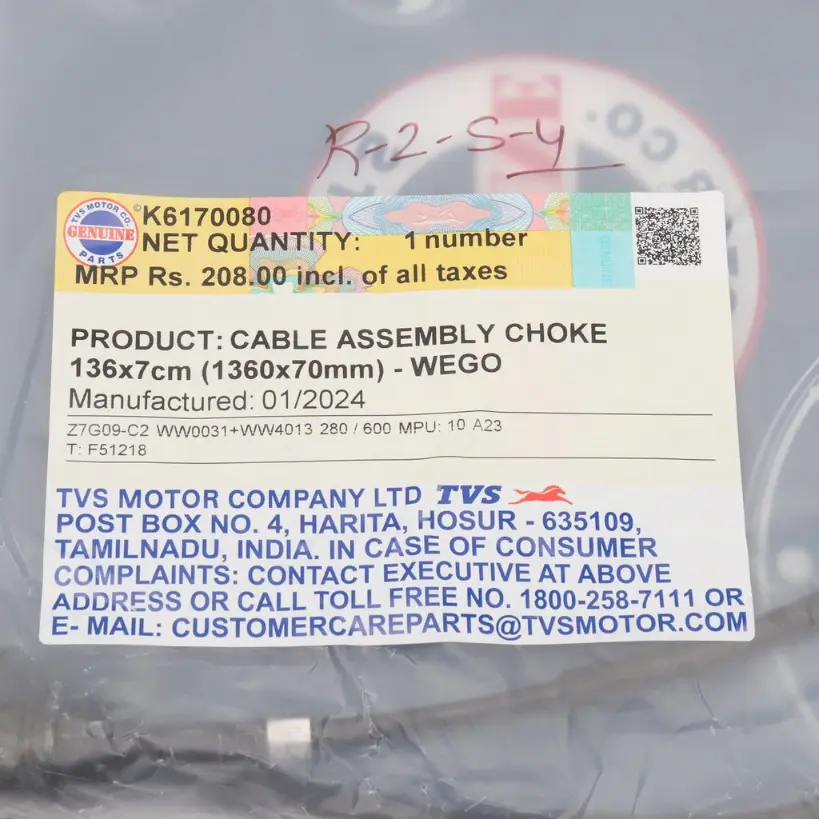 R-2-S-4
TVS MOTOR CO.
GENUINE
PARTS
©K6170080
NET QUANTITY: 1 number
MRP Rs. 208.00 incl. of all taxes
PRODUCT: CABLE ASSEMBLY CHOKE
136x7cm (1360x70mm) - WEGO
Manufactured: 01/2024
Z7G09-C2 WW0031+WW4013 280 / 600 MPU: 10 A23
T: F51218
TVS MOTOR COMPANY LTD TVS
POST BOX NO. 4, HARITA, HOSUR - 635109,
TAMILNADU, INDIA. IN CASE OF CONSUMER
COMPLAINTS: CONTACT EXECUTIVE AT ABOVE
ADDRESS OR CALL TOLL FREE NO. 1800-258-7111 OR
E- MAIL: CUSTOMERCAREPARTS@TVSMOTOR.COM